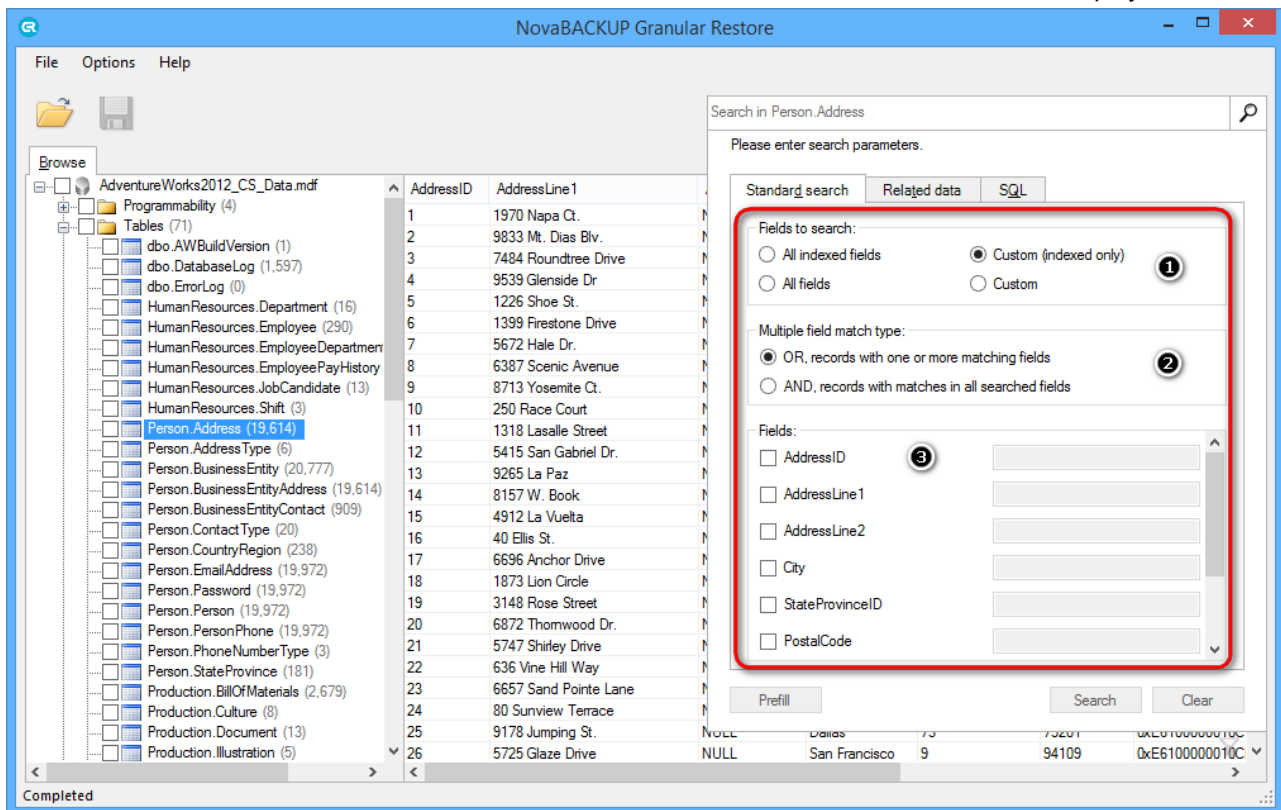 NovaBACKUP Granular Restore
File Options Help
Search in Person.Address
Please enter search parameters.
Browse
AdventureWorks2012_CS_Data.mdf
Programmability (4)
Tables (71)
dbo.AWBuildVersion (1)
dbo.DatabaseLog (1,597)
dbo.ErrorLog (0)
HumanResources.Department (16)
HumanResources.Employee (290)
HumanResources.EmployeeDepartmen
HumanResources.EmployeePayHistory
HumanResources.JobCandidate (13)
HumanResources.Shift (3)
Person.Address (19,614)
Person.AddressType (6)
Person.BusinessEntity (20,777)
Person.BusinessEntityAddress (19,614)
Person.BusinessEntityContact (909)
Person.ContactType (20)
Person.CountryRegion (238)
Person.EmailAddress (19,972)
Person.Password (19,972)
Person.Person (19,972)
Person.PersonPhone (19,972)
Person.PhoneNumberType (3)
Person.StateProvince (181)
Production.BillOfMaterials (2,679)
Production.Culture (8)
Production.Document (13)
Production.Illustration (5)
AddressID AddressLine1
1 1970 Napa Ct.
2 9833 Mt. Dias Blv.
3 7484 Roundtree Drive
4 9539 Glenside Dr
5 1226 Shoe St.
6 1399 Firestone Drive
7 5672 Hale Dr.
8 6387 Scenic Avenue
9 8713 Yosemite Ct.
10 250 Race Court
11 1318 Lasalle Street
12 5415 San Gabriel Dr.
13 9265 La Paz
14 8157 W. Book
15 4912 La Vuelta
16 40 Ellis St.
17 6696 Anchor Drive
18 1873 Lion Circle
19 3148 Rose Street
20 6872 Thornwood Dr.
21 5747 Shirley Drive
22 636 Vine Hill Way
23 6657 Sand Pointe Lane
24 80 Sunview Terrace
25 9178 Jumping St. NULL Dallas 73 75201 0xE6100000010C
26 5725 Glaze Drive NULL San Francisco 9 94109 0xE6100000010C
Standard search Related data SQL
Fields to search:
All indexed fields Custom (indexed only) 1
All fields Custom
Multiple field match type:
OR, records with one or more matching fields 2
AND, records with matches in all searched fields
Fields:
AddressID 3
AddressLine1
AddressLine2
City
StateProvinceID
PostalCode
Prefill Search Clear
Completed